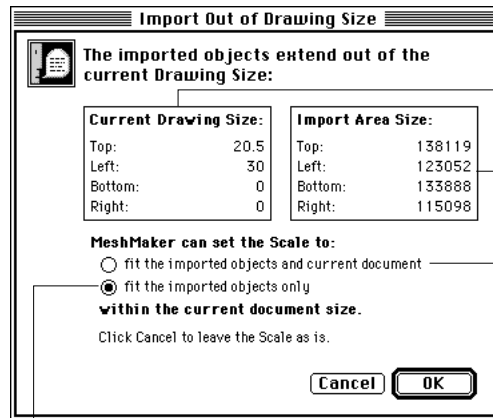 Import Out of Drawing Size
The imported objects extend out of the
current Drawing Size:
Current Drawing Size:
Top: 20.5
Left: 30
Bottom: 0
Right: 0
Import Area Size:
Top: 138119
Left: 123052
Bottom: 133888
Right: 115098
MeshMaker can set the Scale to:
fit the imported objects and current document
fit the imported objects only
within the current document size.
Click Cancel to leave the Scale as is.
Cancel OK